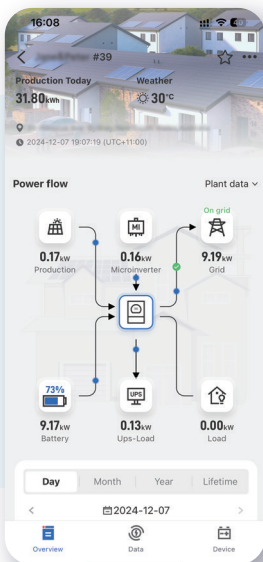 16:08
#39
Production Today
Weather
31.80kWh
30°C
2024-12-07 19:07:19 (UTC+11:00)
Power flow
Plant data
On grid
MI
0.17kW
0.16kW
9.19kW
Production
Microinverter
Grid
73%
UPS
9.17kW
0.13kW
0.00kW
Battery
Ups-Load
Load
Day
Month
Year
Lifetime
2024-12-07
Overview
Data
Device